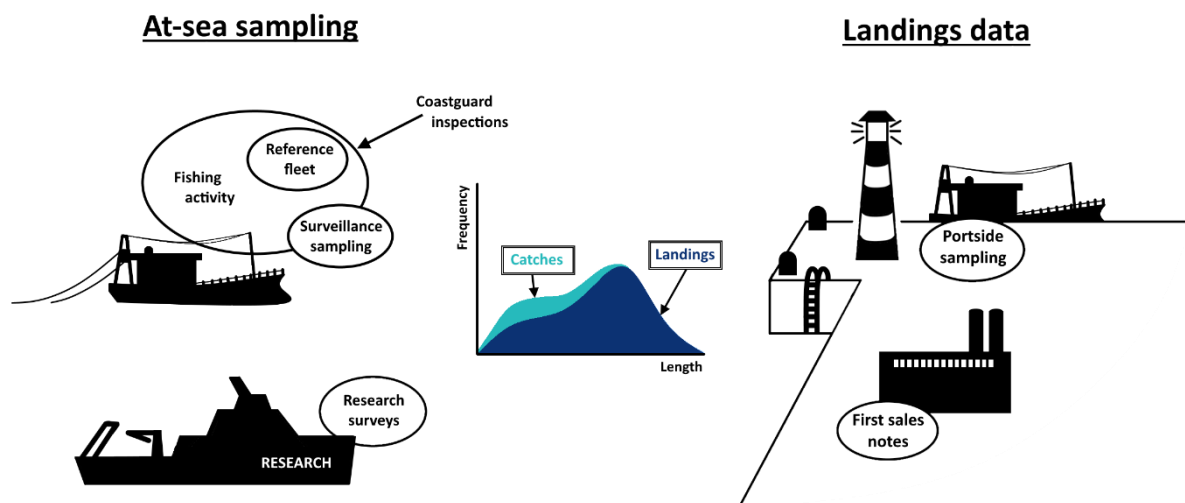 At-sea sampling
Landings data
Coastguard
inspections
Reference
fleet
Fishing
activity
Surveillance
sampling
Frequency
Catches
Landings
Length
Portside
sampling
Research
surveys
RESEARCH
First sales
notes